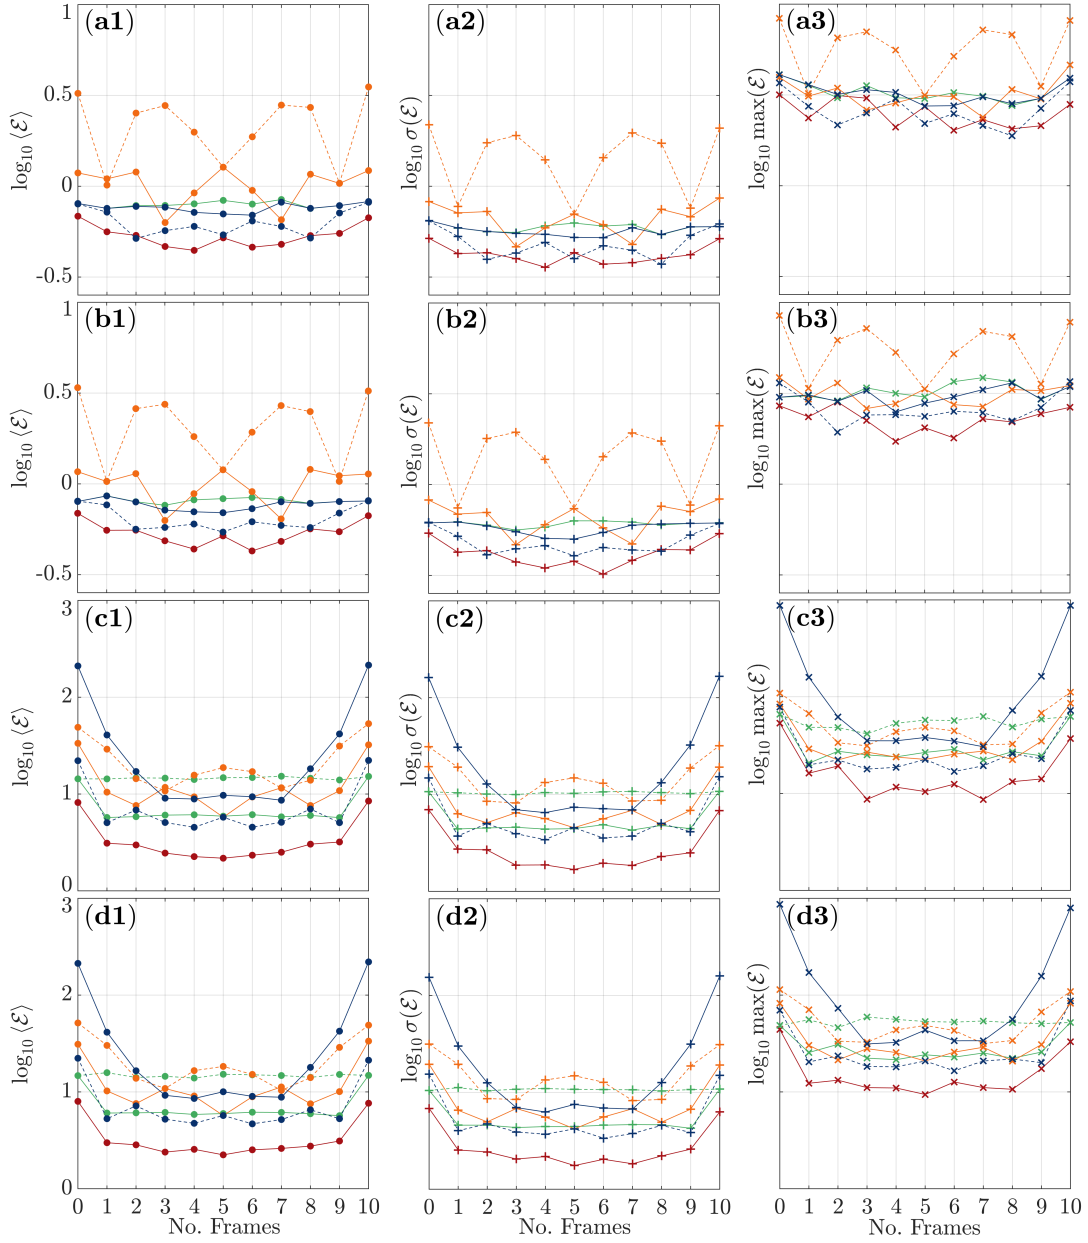 (a1) (a2) (a3)
1
0.5
0
-0.5
log₁₀ ⟨ℰ⟩
log₁₀ σ(ℰ)
log₁₀ max(ℰ)
(b1) (b2) (b3)
1
0.5
0
-0.5
log₁₀ ⟨ℰ⟩
log₁₀ σ(ℰ)
log₁₀ max(ℰ)
(c1) (c2) (c3)
3
2
1
0
log₁₀ ⟨ℰ⟩
log₁₀ σ(ℰ)
log₁₀ max(ℰ)
(d1) (d2) (d3)
3
2
1
0
log₁₀ ⟨ℰ⟩
log₁₀ σ(ℰ)
log₁₀ max(ℰ)
0 1 2 3 4 5 6 7 8 9 10 0 1 2 3 4 5 6 7 8 9 10 0 1 2 3 4 5 6 7 8 9 10
No. Frames No. Frames No. Frames